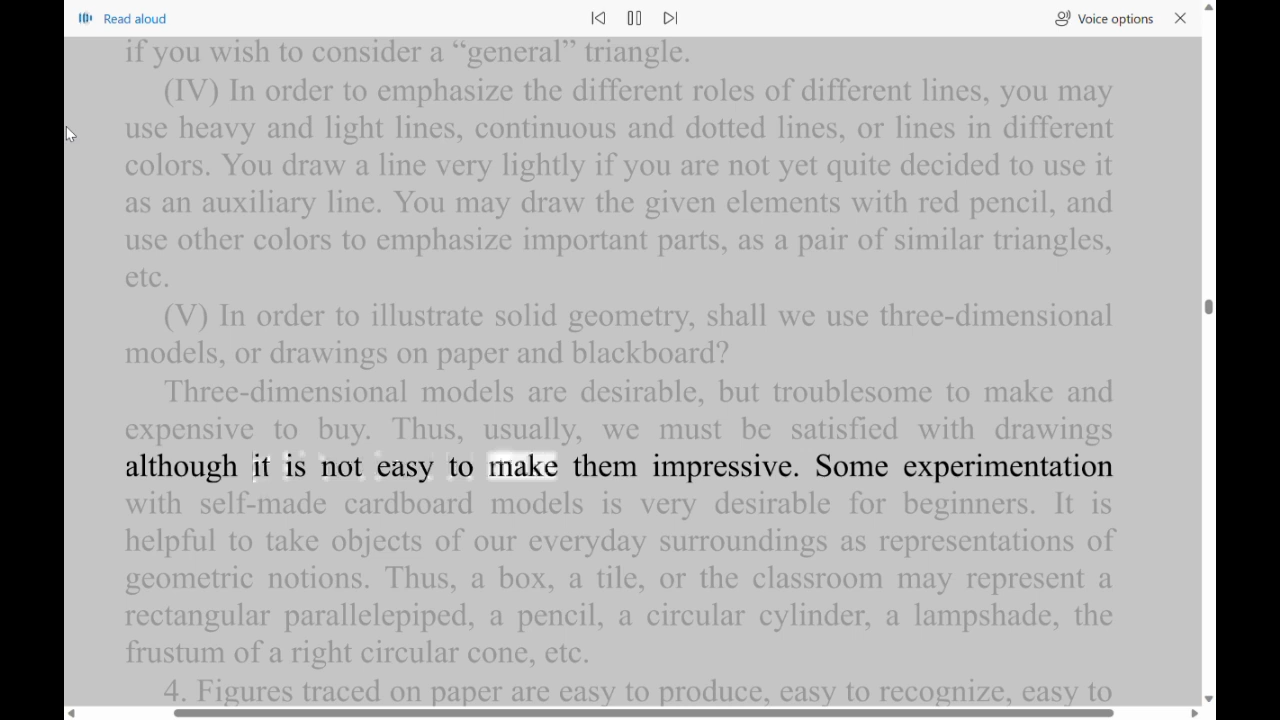 Read aloud
Voice options
if you wish to consider a “general” triangle.
(IV) In order to emphasize the different roles of different lines, you may
use heavy and light lines, continuous and dotted lines, or lines in different
colors. You draw a line very lightly if you are not yet quite decided to use it
as an auxiliary line. You may draw the given elements with red pencil, and
use other colors to emphasize important parts, as a pair of similar triangles,
etc.
(V) In order to illustrate solid geometry, shall we use three-dimensional
models, or drawings on paper and blackboard?
Three-dimensional models are desirable, but troublesome to make and
expensive to buy. Thus, usually, we must be satisfied with drawings
although it is not easy to make them impressive. Some experimentation
with self-made cardboard models is very desirable for beginners. It is
helpful to take objects of our everyday surroundings as representations of
geometric notions. Thus, a box, a tile, or the classroom may represent a
rectangular parallelepiped, a pencil, a circular cylinder, a lampshade, the
frustum of a right circular cone, etc.
4. Figures traced on paper are easy to produce, easy to recognize, easy to